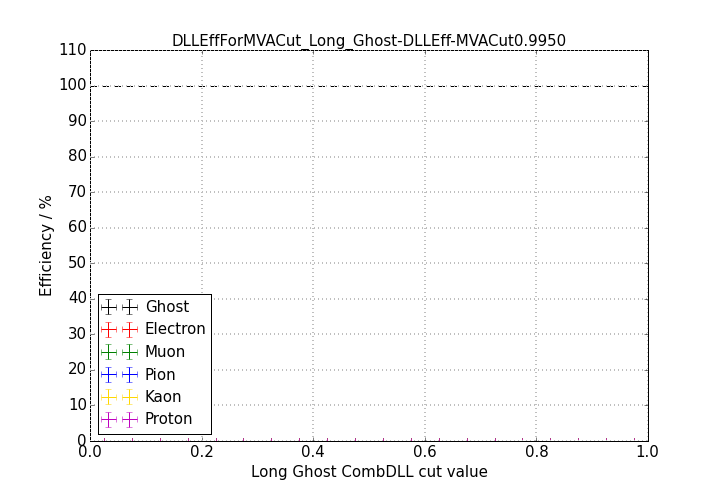 DLLEffForMVACut_Long_Ghost-DLLEff-MVACut0.9950
110
100
90
80
70
60
50
40
30
20
10
0
Efficiency / %
Ghost
Electron
Muon
Pion
Kaon
Proton
0.0 0.2 0.4 0.6 0.8 1.0
Long Ghost CombDLL cut value